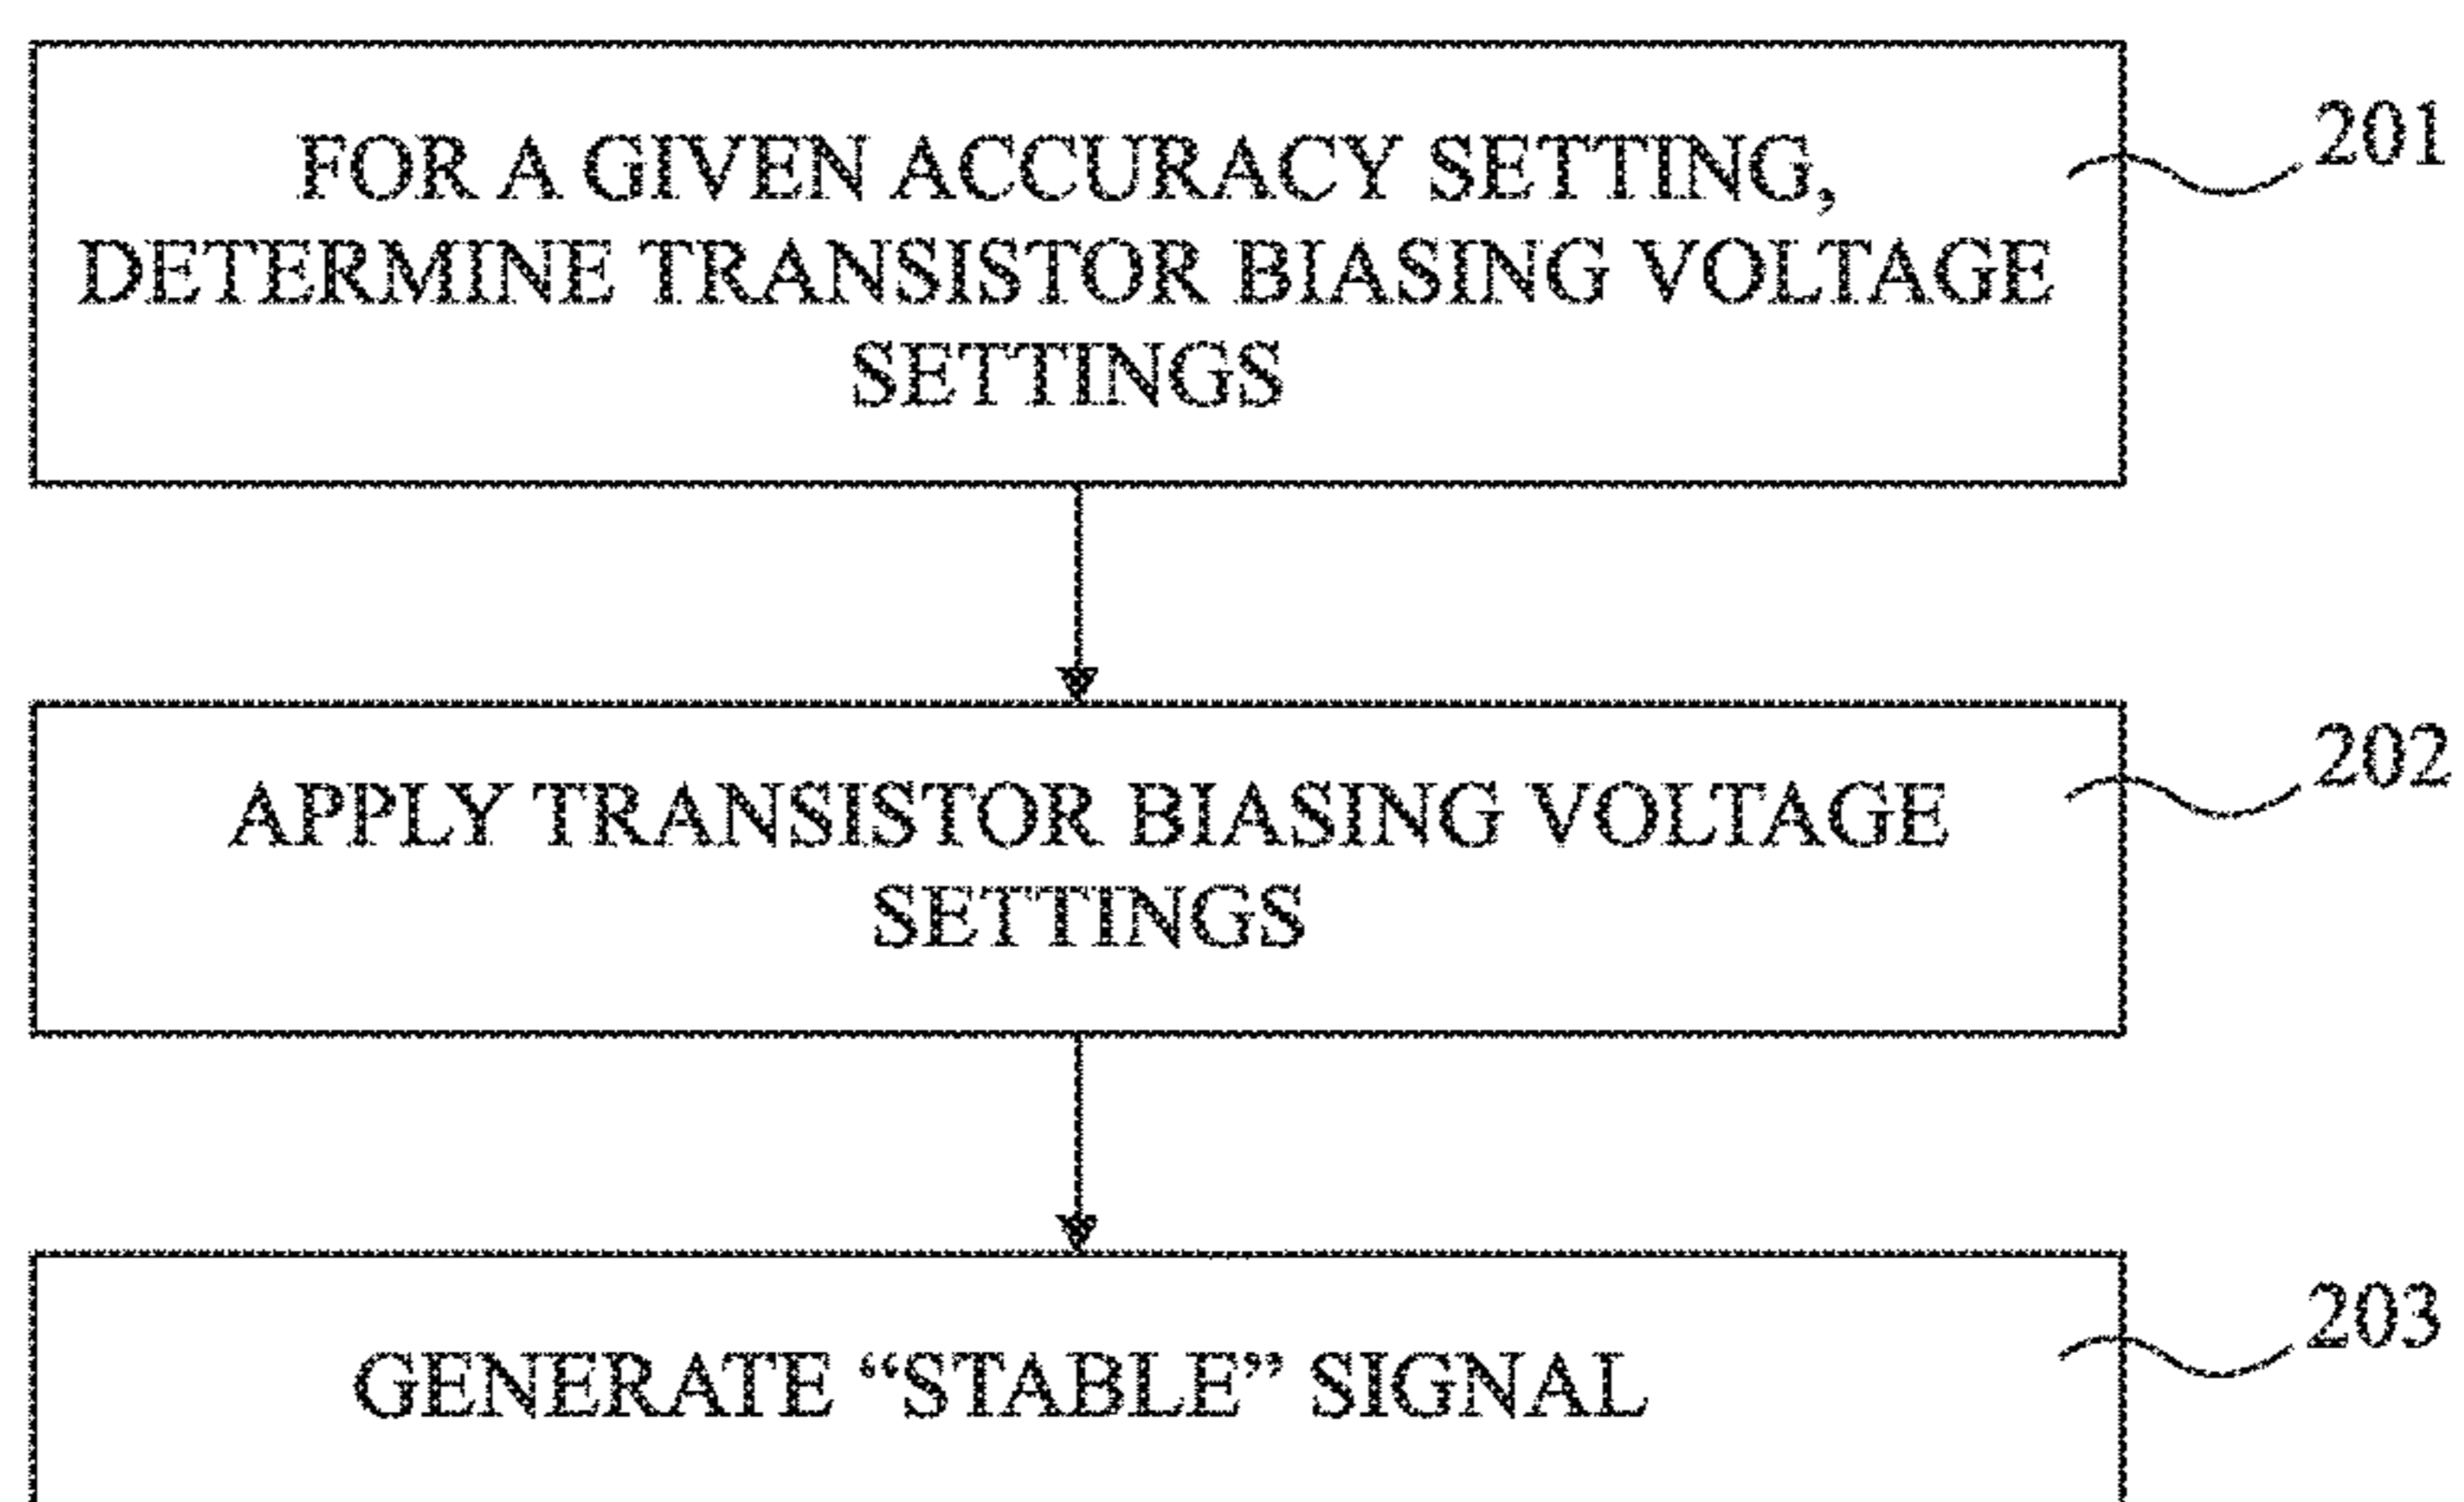 FOR A GIVEN ACCURACY SETTING,
DETERMINE TRANSISTOR BIASING VOLTAGE
SETTINGS
201
APPLY TRANSISTOR BIASING VOLTAGE
SETTINGS
202
GENERATE “STABLE” SIGNAL
203